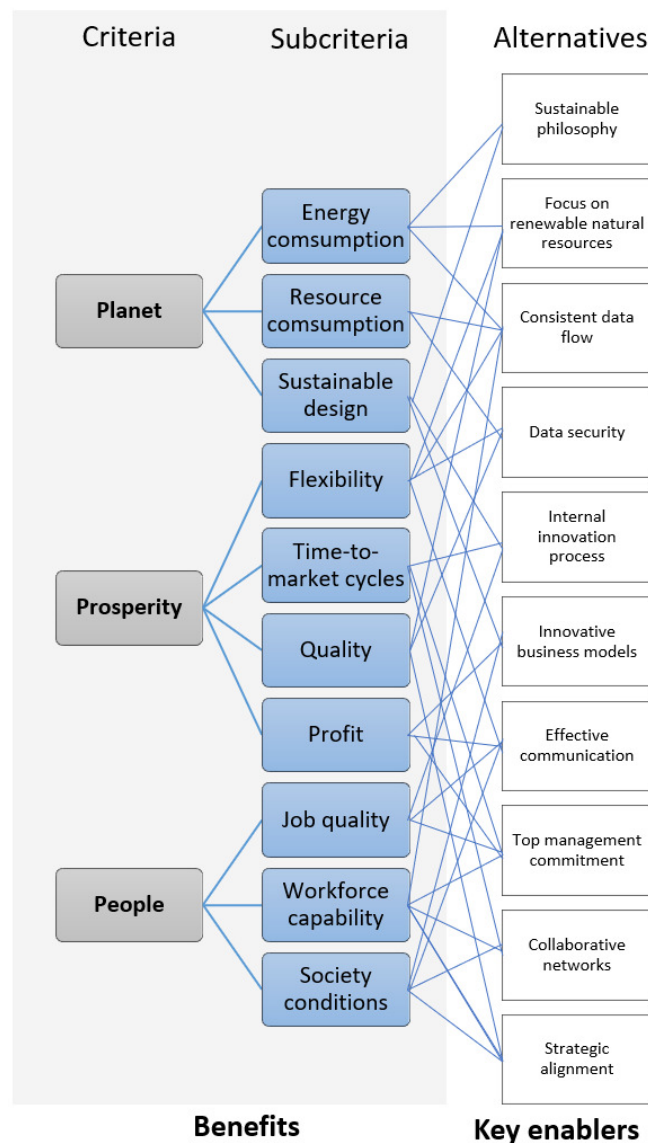 Criteria
Subcriteria
Alternatives
Planet
Prosperity
People
Energy
comsumption
Resource
comsumption
Sustainable
design
Flexibility
Time-to-
market cycles
Quality
Profit
Job quality
Workforce
capability
Society
conditions
Sustainable
philosophy
Focus on
renewable natural
resources
Consistent data
flow
Data security
Internal
innovation
process
Innovative
business models
Effective
communication
Top management
commitment
Collaborative
networks
Strategic
alignment
Benefits
Key enablers